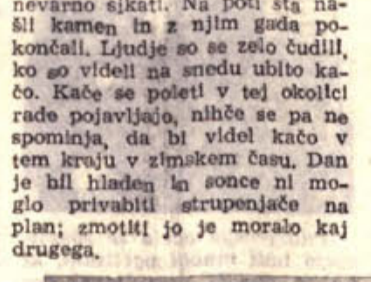 nevarno sikati. Na poti sta na-
šli kamen in z njim gada po-
končali. Ljudje so se zelo čudili,
ko so videli na snedu ubito ka-
čo. Kače se poleti v tej okolici
rade pojavljajo, nihče se pa ne
spominja, da bi videl kačo v
tem kraju v zimskem času. Dan
je bil hladen in sonce ni mo-
glo privabiti strupenjače na
plan; zmotiti jo je moralo kaj
drugega.